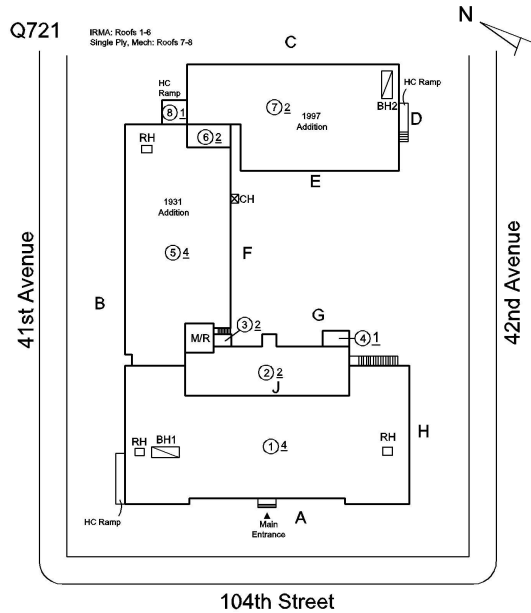 Q721
IRMA: Roofs 1-6
Single Ply, Mech: Roofs 7-8
N
C
HC
Ramp
HC Ramp
8 1
7 2
BH2
1997
Addition
D
RH
6 2
E
1931
Addition
CH
5 4
F
41st Avenue
42nd Avenue
B
G
3 2
M/R
4 1
2 2
J
H
RH
BH1
1 4
RH
HC Ramp
Main
Entrance
A
104th Street